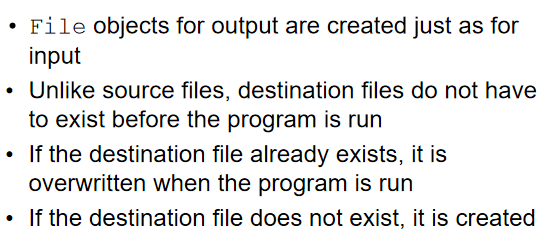 • File objects for output are created just as for
input
• Unlike source files, destination files do not have
to exist before the program is run
• If the destination file already exists, it is
overwritten when the program is run
• If the destination file does not exist, it is created